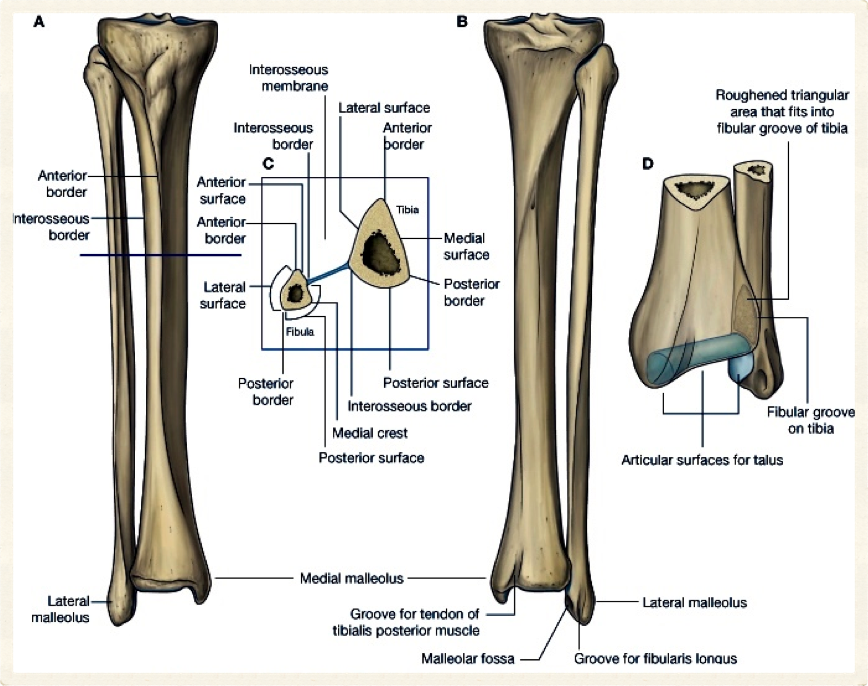 A
B
Interosseous
membrane
Lateral surface
Roughened triangular
area that fits into
fibular groove of tibia
Interosseous
border
Anterior
border
C
D
Anterior
border
Anterior
surface
Tibia
Interosseous
border
Anterior
border
Medial
surface
Lateral
surface
Posterior
border
Fibula
Posterior
border
Posterior surface
Interosseous border
Fibular groove
on tibia
Medial crest
Posterior surface
Articular surfaces for talus
Medial malleolus
Lateral
malleolus
Lateral malleolus
Groove for tendon of
tibialis posterior muscle
Malleolar fossa
Groove for fibularis longus